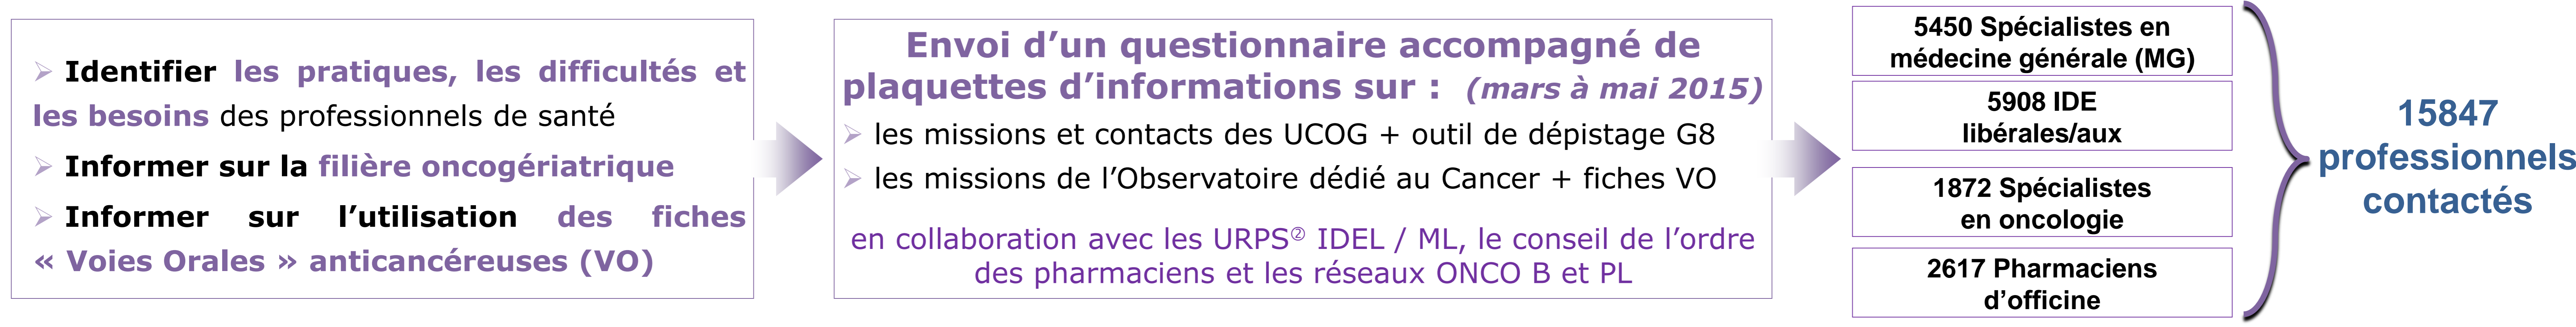 ➢ Identifier les pratiques, les difficultés et
les besoins des professionnels de santé
➢ Informer sur la filière oncogériatrique
➢ Informer sur l’utilisation des fiches
« Voies Orales » anticancéreuses (VO)
Envoi d’un questionnaire accompagné de
plaquettes d’informations sur : (mars à mai 2015)
➢ les missions et contacts des UCOG + outil de dépistage G8
➢ les missions de l’Observatoire dédié au Cancer + fiches VO
en collaboration avec les URPS② IDEL / ML, le conseil de l’ordre
des pharmaciens et les réseaux ONCO B et PL
5450 Spécialistes en
médecine générale (MG)
5908 IDE
libérales/aux
1872 Spécialistes
en oncologie
2617 Pharmaciens
d’officine
15847
professionnels
contactés